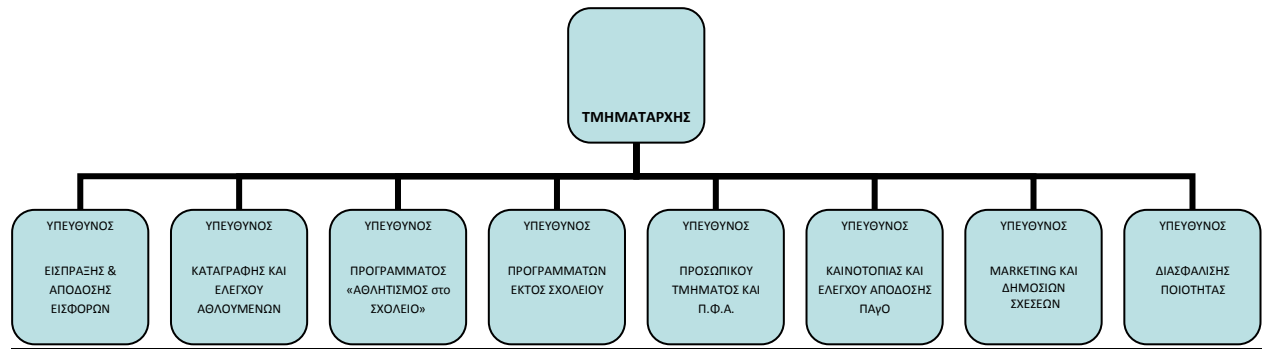 ΤΜΗΜΑΤΑΡΧΗΣ
ΥΠΕΥΘΥΝΟΣ
ΕΙΣΠΡΑΞΗΣ &
ΑΠΟΔΟΣΗΣ
ΕΙΣΦΟΡΩΝ
ΥΠΕΥΘΥΝΟΣ
ΚΑΤΑΓΡΑΦΗΣ ΚΑΙ
ΕΛΕΓΧΟΥ
ΑΘΛΟΥΜΕΝΩΝ
ΥΠΕΥΘΥΝΟΣ
ΠΡΟΓΡΑΜΜΑΤΟΣ
«ΑΘΛΗΤΙΣΜΟΣ στο
ΣΧΟΛΕΙΟ»
ΥΠΕΥΘΥΝΟΣ
ΠΡΟΓΡΑΜΜΑΤΩΝ
ΕΚΤΟΣ ΣΧΟΛΕΙΟΥ
ΥΠΕΥΘΥΝΟΣ
ΠΡΟΣΩΠΙΚΟΥ
ΤΜΗΜΑΤΟΣ ΚΑΙ
Π.Φ.Α.
ΥΠΕΥΘΥΝΟΣ
ΚΑΙΝΟΤΟΠΙΑΣ ΚΑΙ
ΕΛΕΓΧΟΥ ΑΠΟΔΟΣΗΣ
ΠΑγΟ
ΥΠΕΥΘΥΝΟΣ
MARKETING ΚΑΙ
ΔΗΜΟΣΙΩΝ
ΣΧΕΣΕΩΝ
ΥΠΕΥΘΥΝΟΣ
ΔΙΑΣΦΑΛΙΣΗΣ
ΠΟΙΟΤΗΤΑΣ